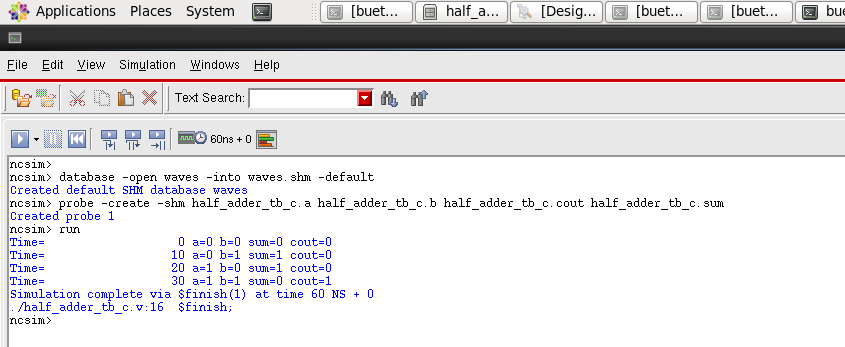 Applications Places System [buet... half_a... [Desig... [buet... [buet... bue
File Edit View Simulation Windows Help
Text Search:
60ns + 0
ncsim>
ncsim> database -open waves -into waves.shm -default
Created default SHM database waves
ncsim> probe -create -shm half_adder_tb_c.a half_adder_tb_c.b half_adder_tb_c.cout half_adder_tb_c.sum
Created probe 1
ncsim> run
Time=                   0 a=0 b=0 sum=0 cout=0
Time=                  10 a=0 b=1 sum=1 cout=0
Time=                  20 a=1 b=0 sum=1 cout=0
Time=                  30 a=1 b=1 sum=0 cout=1
Simulation complete via $finish(1) at time 60 NS + 0
./half_adder_tb_c.v:16  $finish;
ncsim>